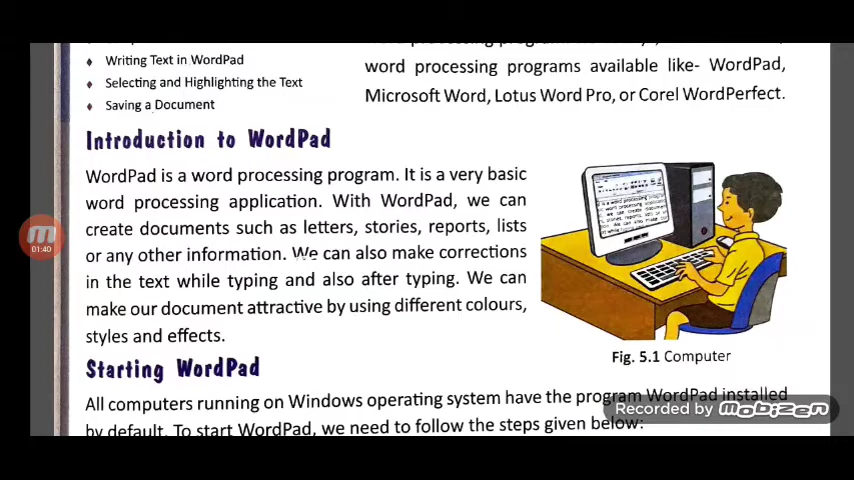 Writing Text in WordPad
Selecting and Highlighting the Text
Saving a Document
word processing programs available like- WordPad,
Microsoft Word, Lotus Word Pro, or Corel WordPerfect.
Introduction to WordPad
WordPad is a word processing program. It is a very basic
word processing application. With WordPad, we can
create documents such as letters, stories, reports, lists
or any other information. We can also make corrections
in the text while typing and also after typing. We can
make our document attractive by using different colours,
styles and effects.
Fig. 5.1 Computer
Starting WordPad
All computers running on Windows operating system have the program WordPad installed
by default. To start WordPad, we need to follow the steps given below:
01:40
Recorded by mobizen